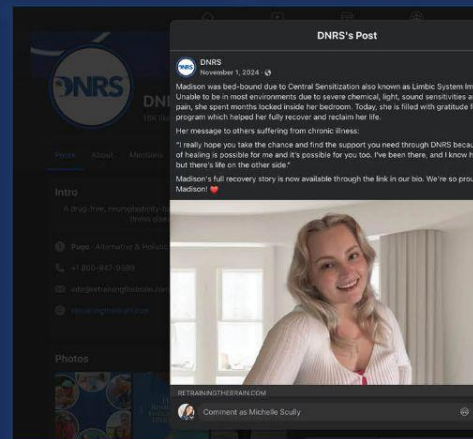 DNRS's Post
DNRS
DNRS
November 1, 2024
Madison was bed-bound due to Central Sensitization also known as Limbic System Im
Unable to be in most environments due to severe chemical, light, sound sensitivities a
pain, she spent months locked inside her bedroom. Today, she is filled with gratitude f
program which helped her fully recover and reclaim her life.
Her message to others suffering from chronic illness:
"I really hope you take the chance and find the support you need through DNRS becau
of healing is possible for me and it's possible for you too. I've been there, and I know h
but there's life on the other side."
Madison's full recovery story is now available through the link in our bio. We're so prou
Madison!
RETRAININGTHEBRAIN.COM
Comment as Michelle Scully
DNRS
Posts About Mentions
Intro
Page · Alternative & Holistic
info@retrainingthebrain.com
Photos